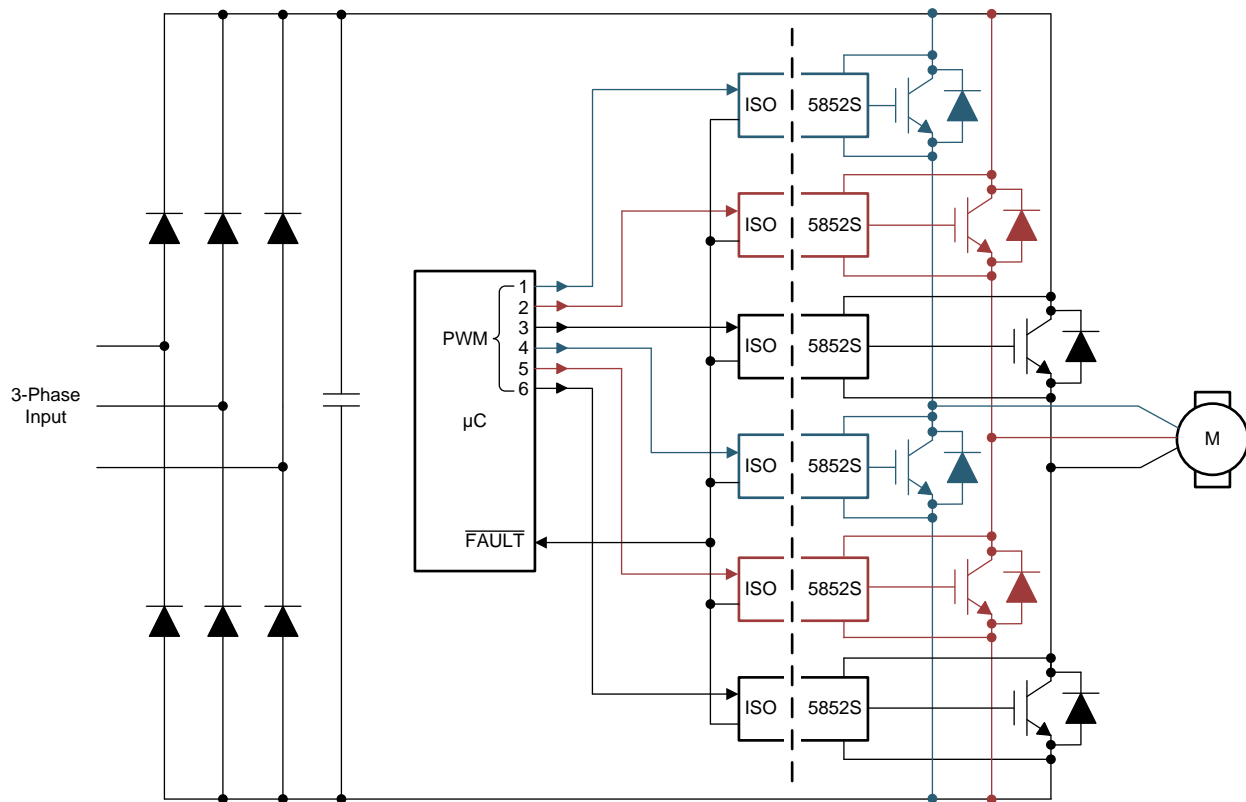 3-Phase
Input
PWM
1
2
3
4
5
6
µC
FAULT
ISO 5852S
ISO 5852S
ISO 5852S
ISO 5852S
ISO 5852S
ISO 5852S
M